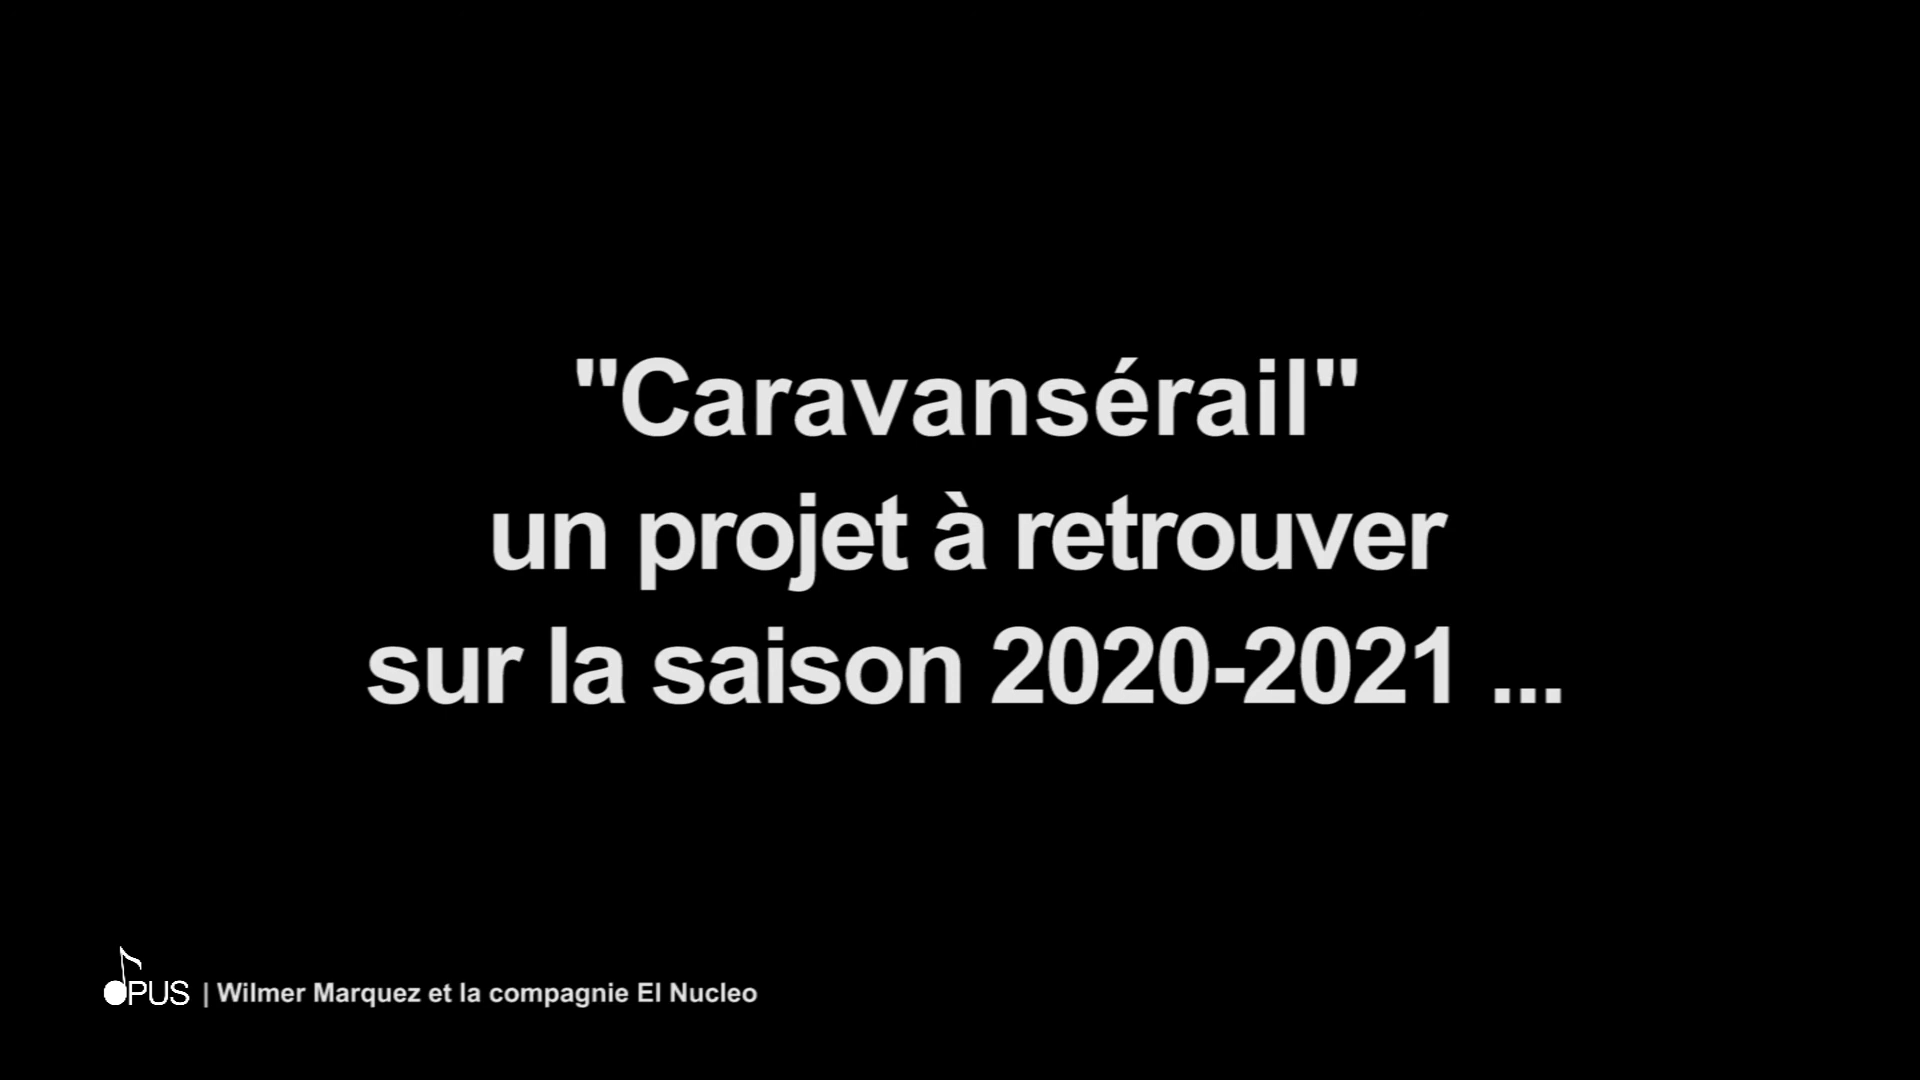 "Caravansérail"
un projet à retrouver
sur la saison 2020-2021 ...
OPUS | Wilmer Marquez et la compagnie El Nucleo